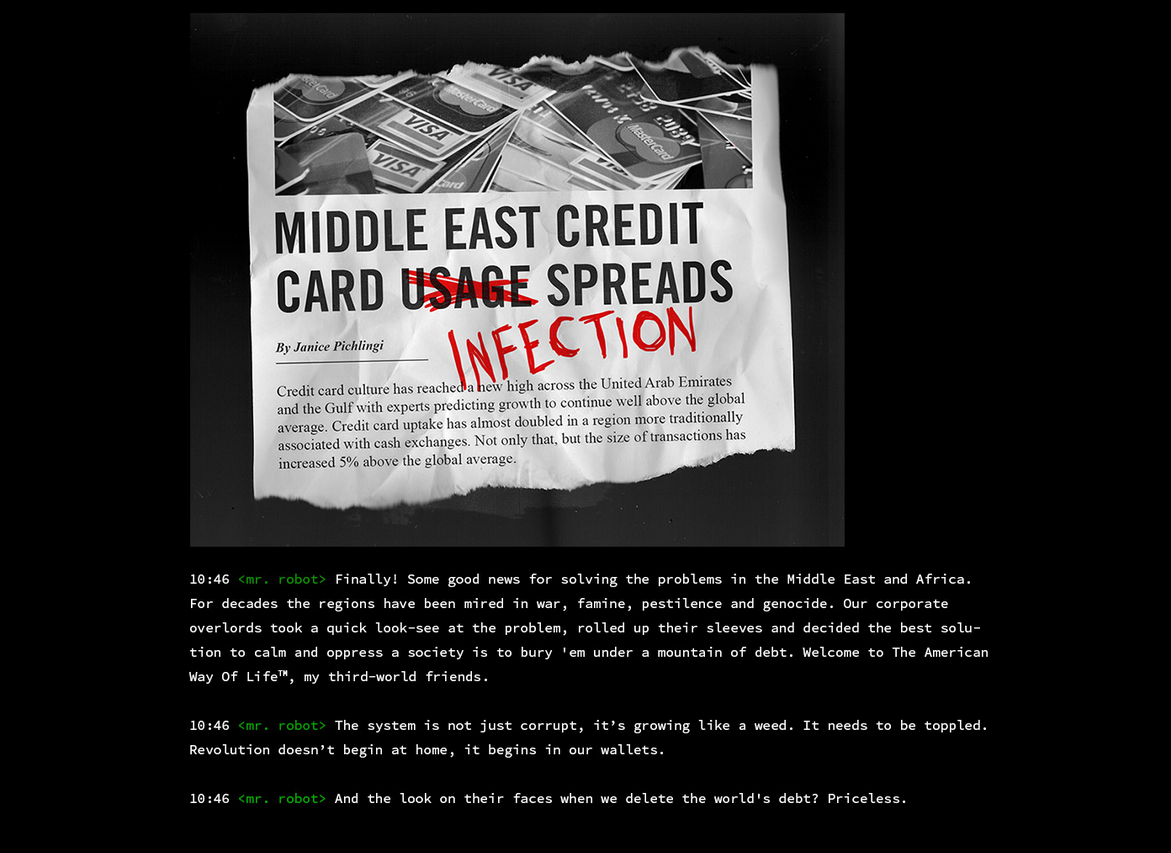 MasterCard
VISA
MasterCard
VISA
MasterCard
VISA
Card
MIDDLE EAST CREDIT
CARD USAGE SPREADS
INFECTION
By Janice Pichlingi
Credit card culture has reached a new high across the United Arab Emirates
and the Gulf with experts predicting growth to continue well above the global
average. Credit card uptake has almost doubled in a region more traditionally
associated with cash exchanges. Not only that, but the size of transactions has
increased 5% above the global average.
10:46 <mr. robot> Finally! Some good news for solving the problems in the Middle East and Africa.
For decades the regions have been mired in war, famine, pestilence and genocide. Our corporate
overlords took a quick look-see at the problem, rolled up their sleeves and decided the best solu-
tion to calm and oppress a society is to bury 'em under a mountain of debt. Welcome to The American
Way Of Life™, my third-world friends.
10:46 <mr. robot> The system is not just corrupt, it’s growing like a weed. It needs to be toppled.
Revolution doesn’t begin at home, it begins in our wallets.
10:46 <mr. robot> And the look on their faces when we delete the world's debt? Priceless.